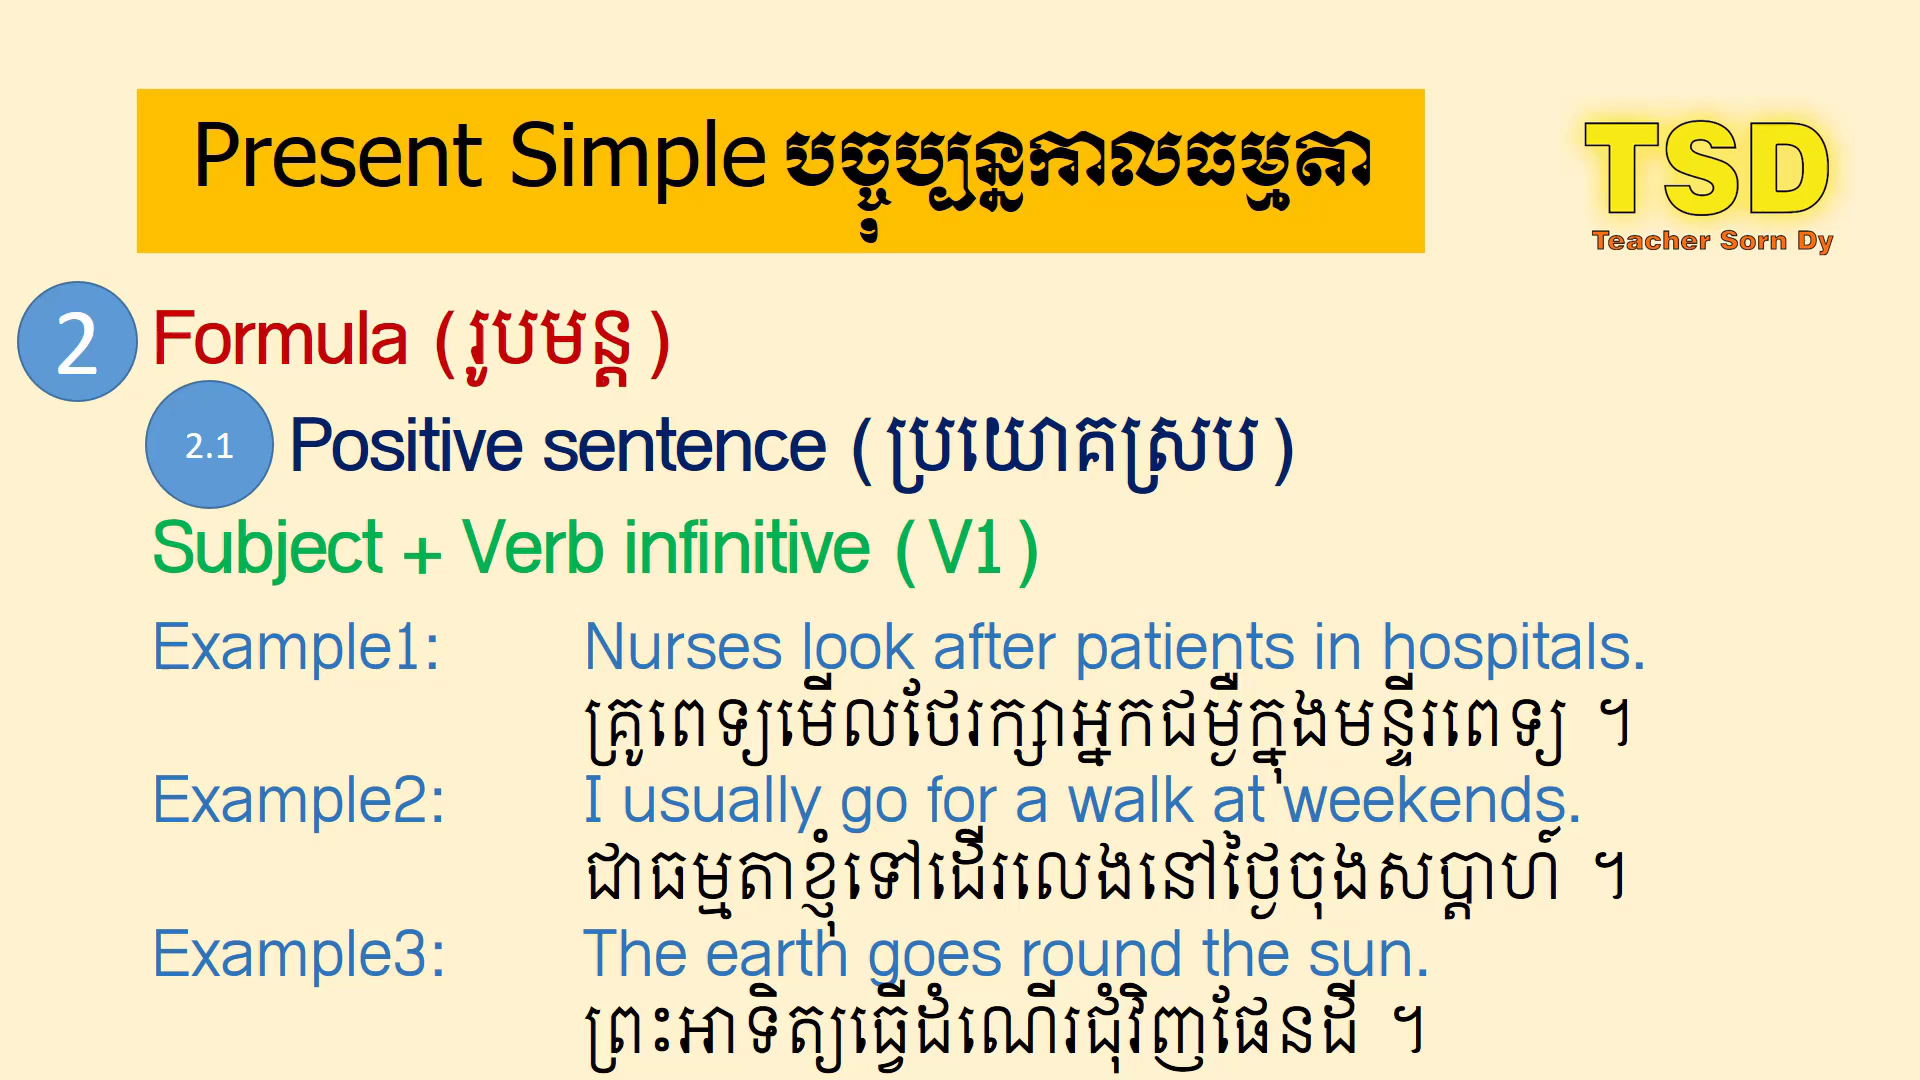 Present Simple បច្ចុប្បន្នកាលធម្មតា
TSD
Teacher Sorn Dy
2 Formula (រូបមន្ត)
2.1 Positive sentence (ប្រយោគស្រប)
Subject + Verb infinitive (V1)
Example1: Nurses look after patients in hospitals.
គ្រូពេទ្យមើលថែរក្សាអ្នកជម្ងឺក្នុងមន្ទីរពេទ្យ ។
Example2: I usually go for a walk at weekends.
ជាធម្មតាខ្ញុំទៅដើរលេងនៅថ្ងៃចុងសប្តាហ៍ ។
Example3: The earth goes round the sun.
ព្រះអាទិត្យធ្វើដំណើរជុំវិញផែនដី ។